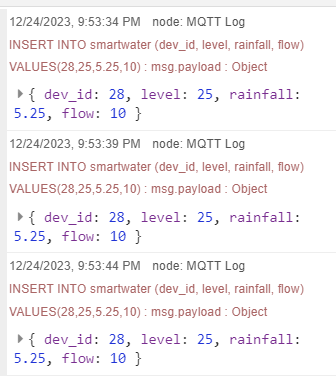 12/24/2023, 9:53:34 PM node: MQTT Log
INSERT INTO smartwater (dev_id, level, rainfall, flow)
VALUES(28,25,5.25,10) : msg.payload : Object
{ dev_id: 28, level: 25, rainfall:
5.25, flow: 10 }
12/24/2023, 9:53:39 PM node: MQTT Log
INSERT INTO smartwater (dev_id, level, rainfall, flow)
VALUES(28,25,5.25,10) : msg.payload : Object
{ dev_id: 28, level: 25, rainfall:
5.25, flow: 10 }
12/24/2023, 9:53:44 PM node: MQTT Log
INSERT INTO smartwater (dev_id, level, rainfall, flow)
VALUES(28,25,5.25,10) : msg.payload : Object
{ dev_id: 28, level: 25, rainfall:
5.25, flow: 10 }